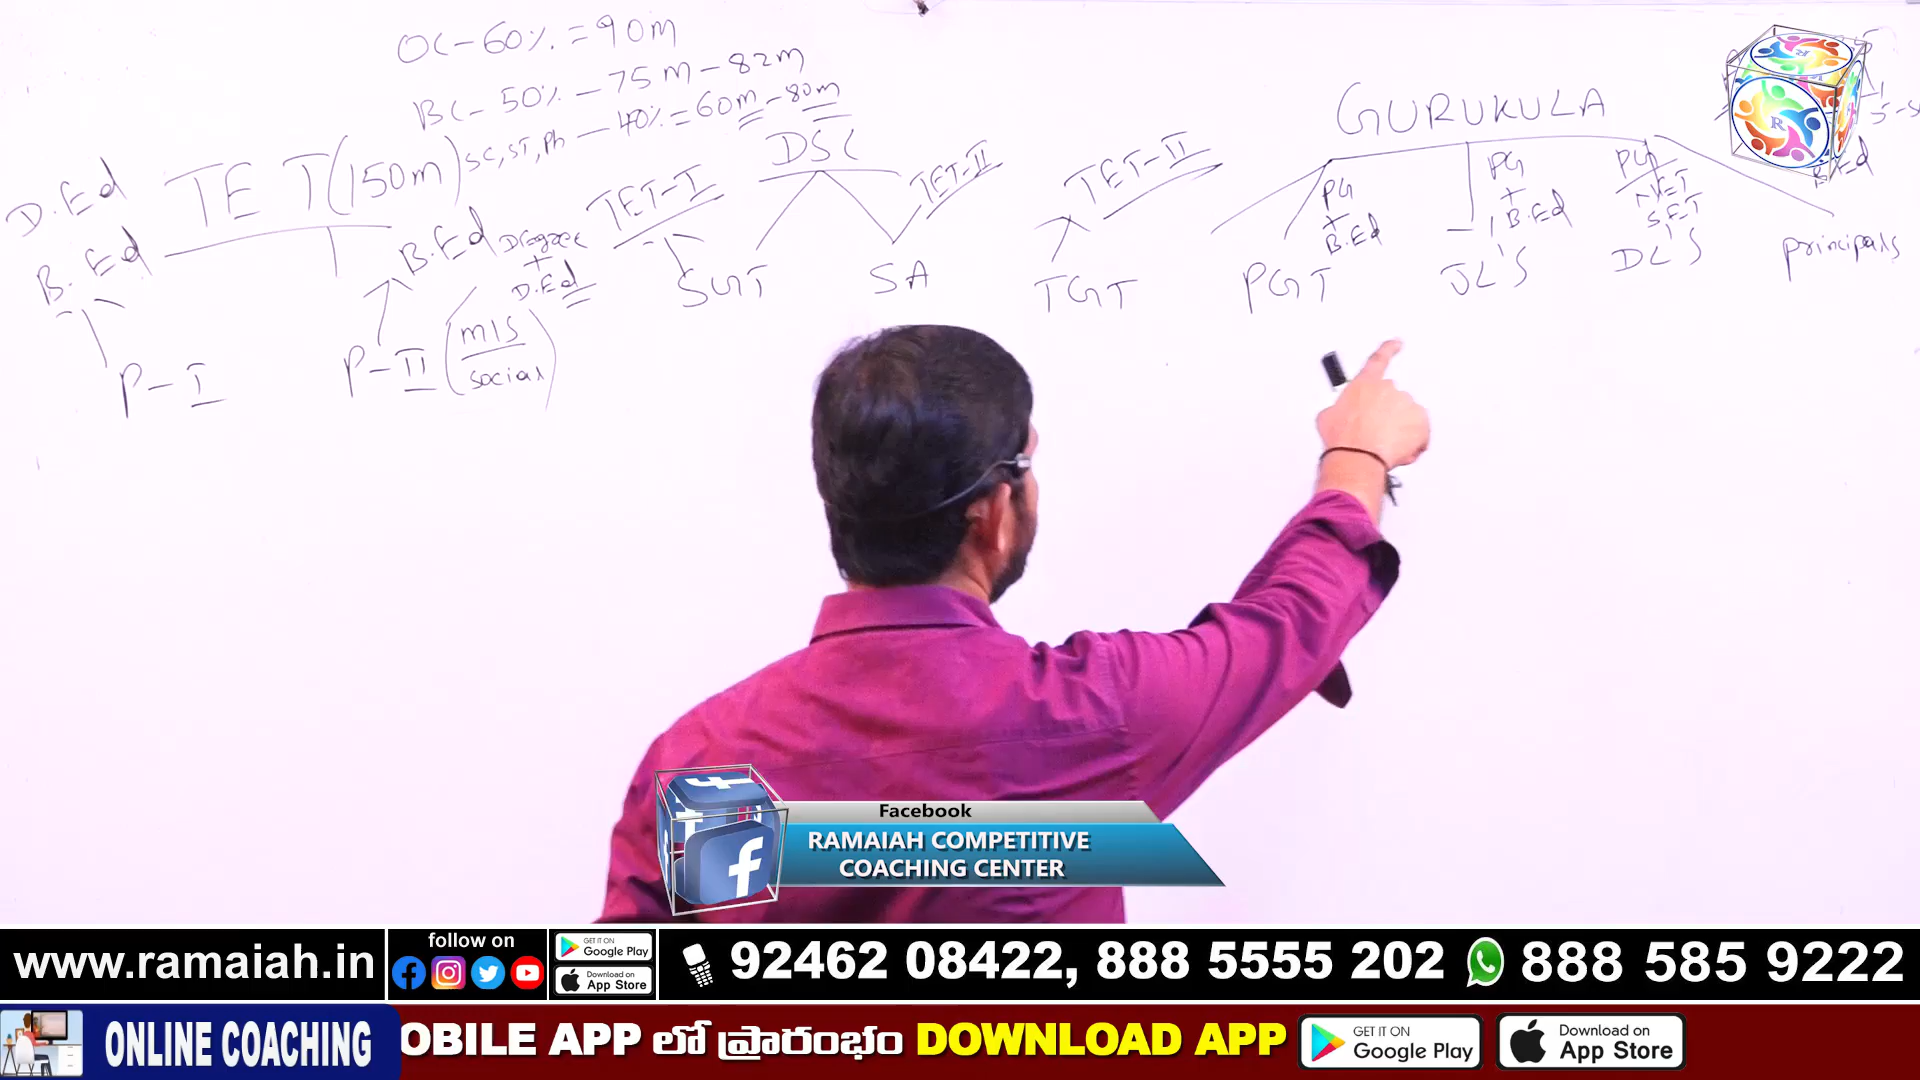 OC - 60% = 90m
BC - 50% - 75m - 82m
SC, ST, Ph - 40% = 60m - 80m
TET (150m)
D.Ed
B.Ed
P-I
B.Ed
Degree
+
D.Ed
P-II (M/S
social)
DSC
TET-I
SGT
TET-II
SA
TET-II
TGT
GURUKULA
PG
+
B.Ed
PGT
PG
+
B.Ed
JL'S
PG
NET
SET
DL'S
B.Ed
principals
R
Facebook
RAMAIAH COMPETITIVE
COACHING CENTER
www.ramaiah.in
follow on
GET IT ON
Google Play
Download on
App Store
92462 08422, 888 5555 202
888 585 9222
ONLINE COACHING
OBILE APP లో ప్రారంభం DOWNLOAD APP
GET IT ON
Google Play
Download on the
App Store